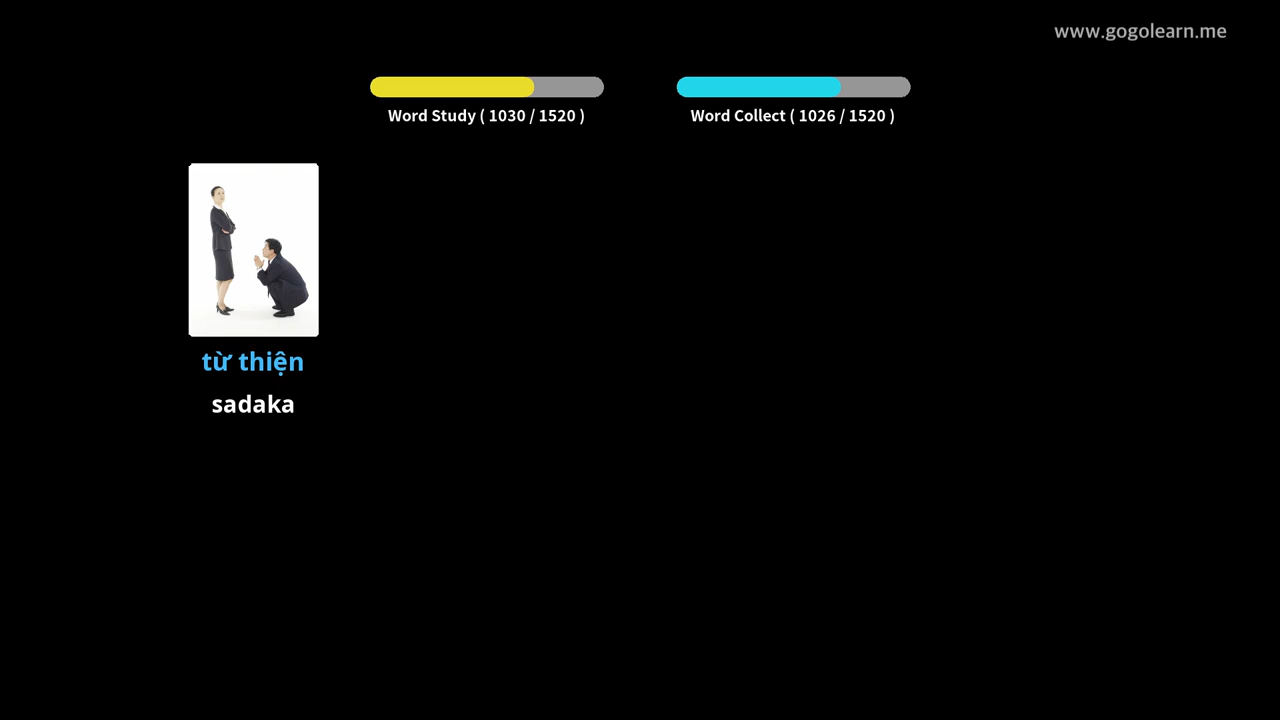 www.gogolearn.me
Word Study ( 1030 / 1520 )
Word Collect ( 1026 / 1520 )
từ thiện
sadaka